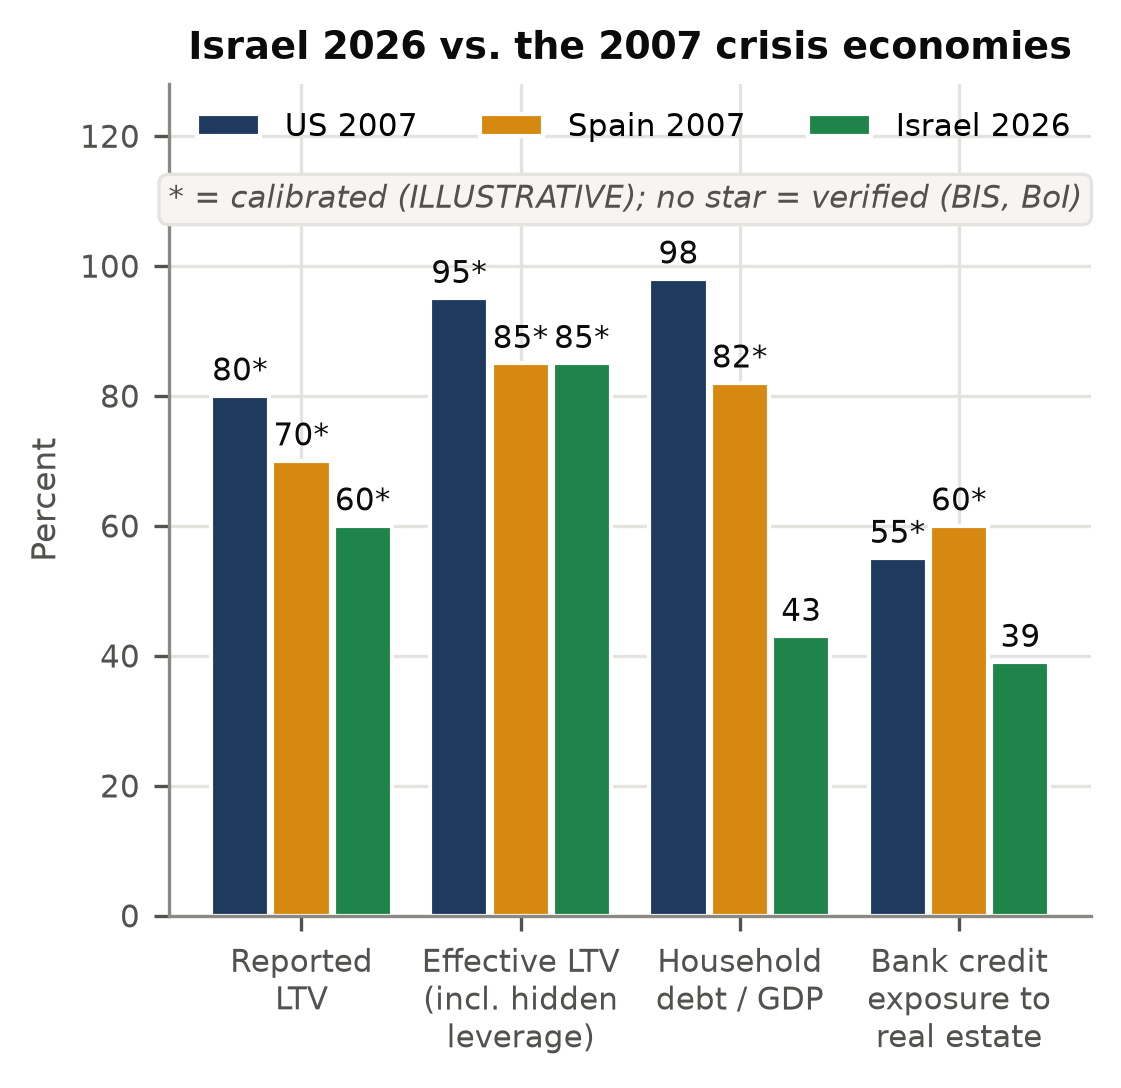 Israel 2026 vs. the 2007 crisis economies
US 2007
Spain 2007
Israel 2026
* = calibrated (ILLUSTRATIVE); no star = verified (BIS, BoI)
Percent
120
100
80
60
40
20
0
80*
70*
60*
95*
85*
85*
98
82*
43
55*
60*
39
Reported
LTV
Effective LTV
(incl. hidden
leverage)
Household
debt / GDP
Bank credit
exposure to
real estate